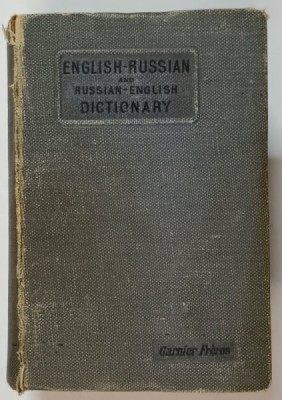 ENGLISH-RUSSIAN
AND
RUSSIAN-ENGLISH
DICTIONARY
Garnier Frères